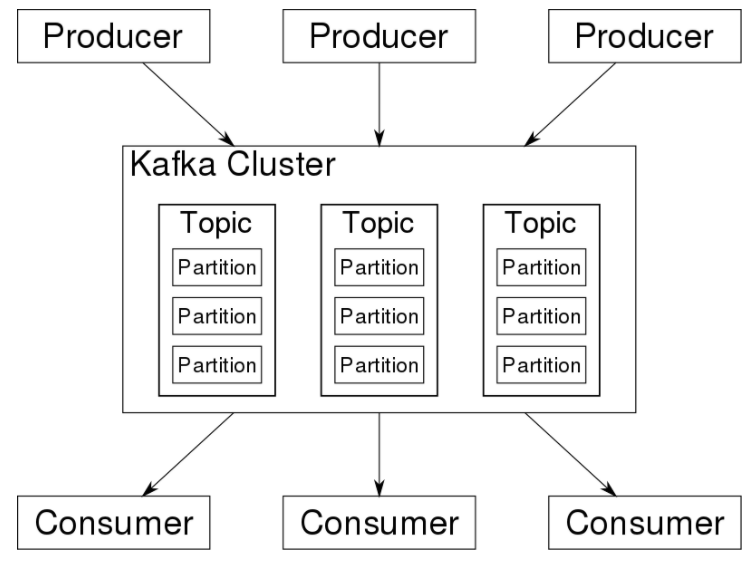 Producer Producer Producer
Kafka Cluster
Topic Topic Topic
Partition Partition Partition
Partition Partition Partition
Partition Partition Partition
Consumer Consumer Consumer